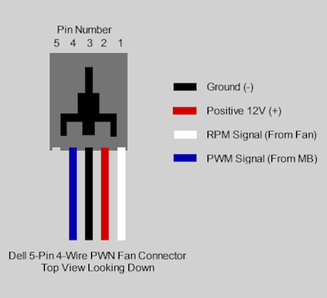 Pin Number
5 4 3 2 1
Ground (-)
Positive 12V (+)
RPM Signal (From Fan)
PWM Signal (From MB)
Dell 5-Pin 4-Wire PWN Fan Connector
Top View Looking Down